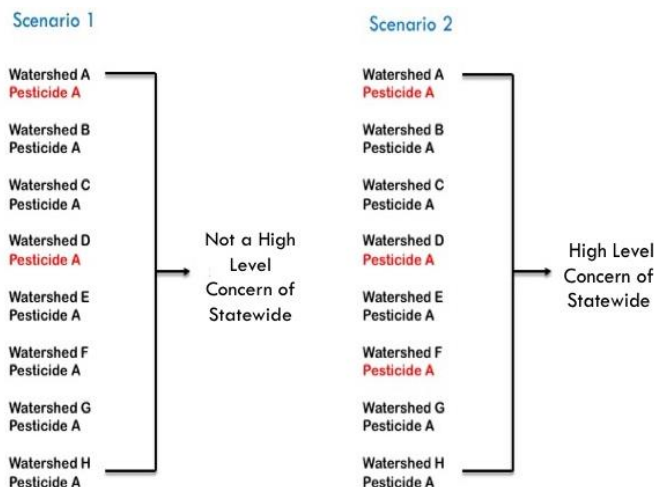 Scenario 1
Watershed A
Pesticide A
Watershed B
Pesticide A
Watershed C
Pesticide A
Watershed D
Pesticide A
Watershed E
Pesticide A
Watershed F
Pesticide A
Watershed G
Pesticide A
Watershed H
Pesticide A
Not a High
Level
Concern of
Statewide
Scenario 2
Watershed A
Pesticide A
Watershed B
Pesticide A
Watershed C
Pesticide A
Watershed D
Pesticide A
Watershed E
Pesticide A
Watershed F
Pesticide A
Watershed G
Pesticide A
Watershed H
Pesticide A
High Level
Concern of
Statewide